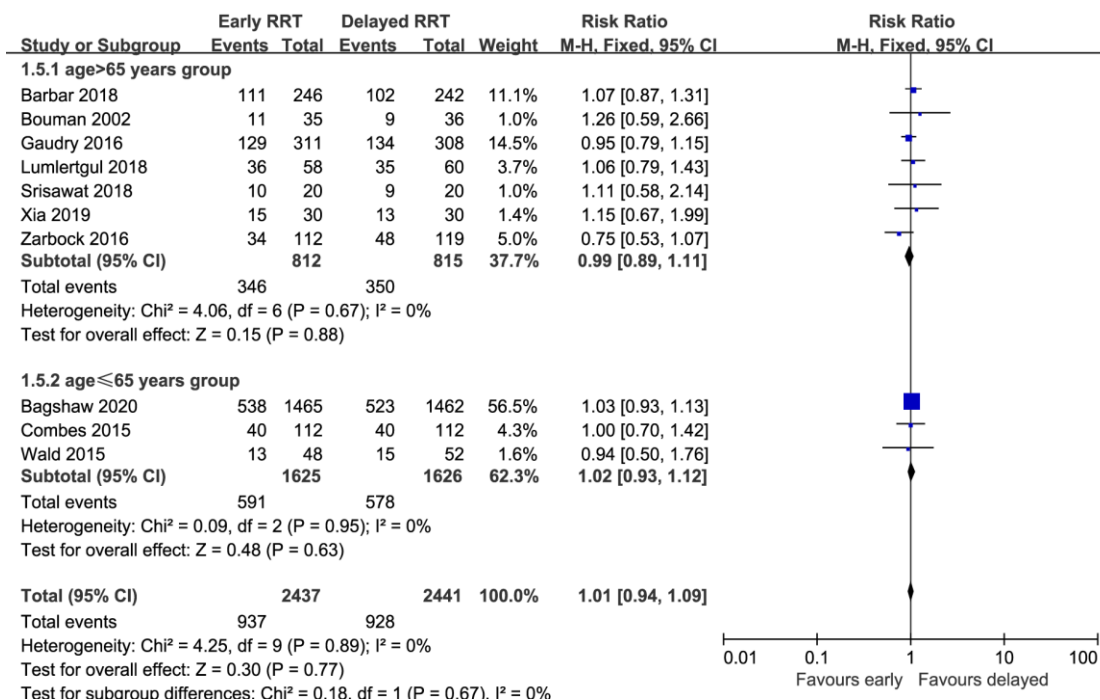 Early RRT Delayed RRT Risk Ratio Risk Ratio
Study or Subgroup Events Total Events Total Weight M-H, Fixed, 95% CI M-H, Fixed, 95% CI
1.5.1 age>65 years group
Barbar 2018 111 246 102 242 11.1% 1.07 [0.87, 1.31]
Bouman 2002 11 35 9 36 1.0% 1.26 [0.59, 2.66]
Gaudry 2016 129 311 134 308 14.5% 0.95 [0.79, 1.15]
Lumlertgul 2018 36 58 35 60 3.7% 1.06 [0.79, 1.43]
Srisawat 2018 10 20 9 20 1.0% 1.11 [0.58, 2.14]
Xia 2019 15 30 13 30 1.4% 1.15 [0.67, 1.99]
Zarbock 2016 34 112 48 119 5.0% 0.75 [0.53, 1.07]
Subtotal (95% CI) 812 815 37.7% 0.99 [0.89, 1.11]
Total events 346 350
Heterogeneity: Chi² = 4.06, df = 6 (P = 0.67); I² = 0%
Test for overall effect: Z = 0.15 (P = 0.88)
1.5.2 age≤65 years group
Bagshaw 2020 538 1465 523 1462 56.5% 1.03 [0.93, 1.13]
Combes 2015 40 112 40 112 4.3% 1.00 [0.70, 1.42]
Wald 2015 13 48 15 52 1.6% 0.94 [0.50, 1.76]
Subtotal (95% CI) 1625 1626 62.3% 1.02 [0.93, 1.12]
Total events 591 578
Heterogeneity: Chi² = 0.09, df = 2 (P = 0.95); I² = 0%
Test for overall effect: Z = 0.48 (P = 0.63)
Total (95% CI) 2437 2441 100.0% 1.01 [0.94, 1.09]
Total events 937 928
Heterogeneity: Chi² = 4.25, df = 9 (P = 0.89); I² = 0%
Test for overall effect: Z = 0.30 (P = 0.77)
Test for subgroup differences: Chi² = 0.18, df = 1 (P = 0.67), I² = 0%
0.01 0.1 1 10 100
Favours early Favours delayed